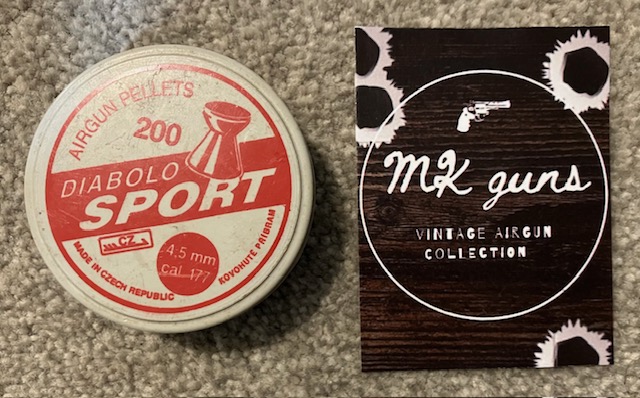 AIRGUN PELLETS
200
DIABOLO
SPORT
CZ
4,5 mm
cal. 177
MADE IN CZECH REPUBLIC
KOVOHUTĚ PŘÍBRAM
MK guns
VINTAGE AIRGUN
COLLECTION